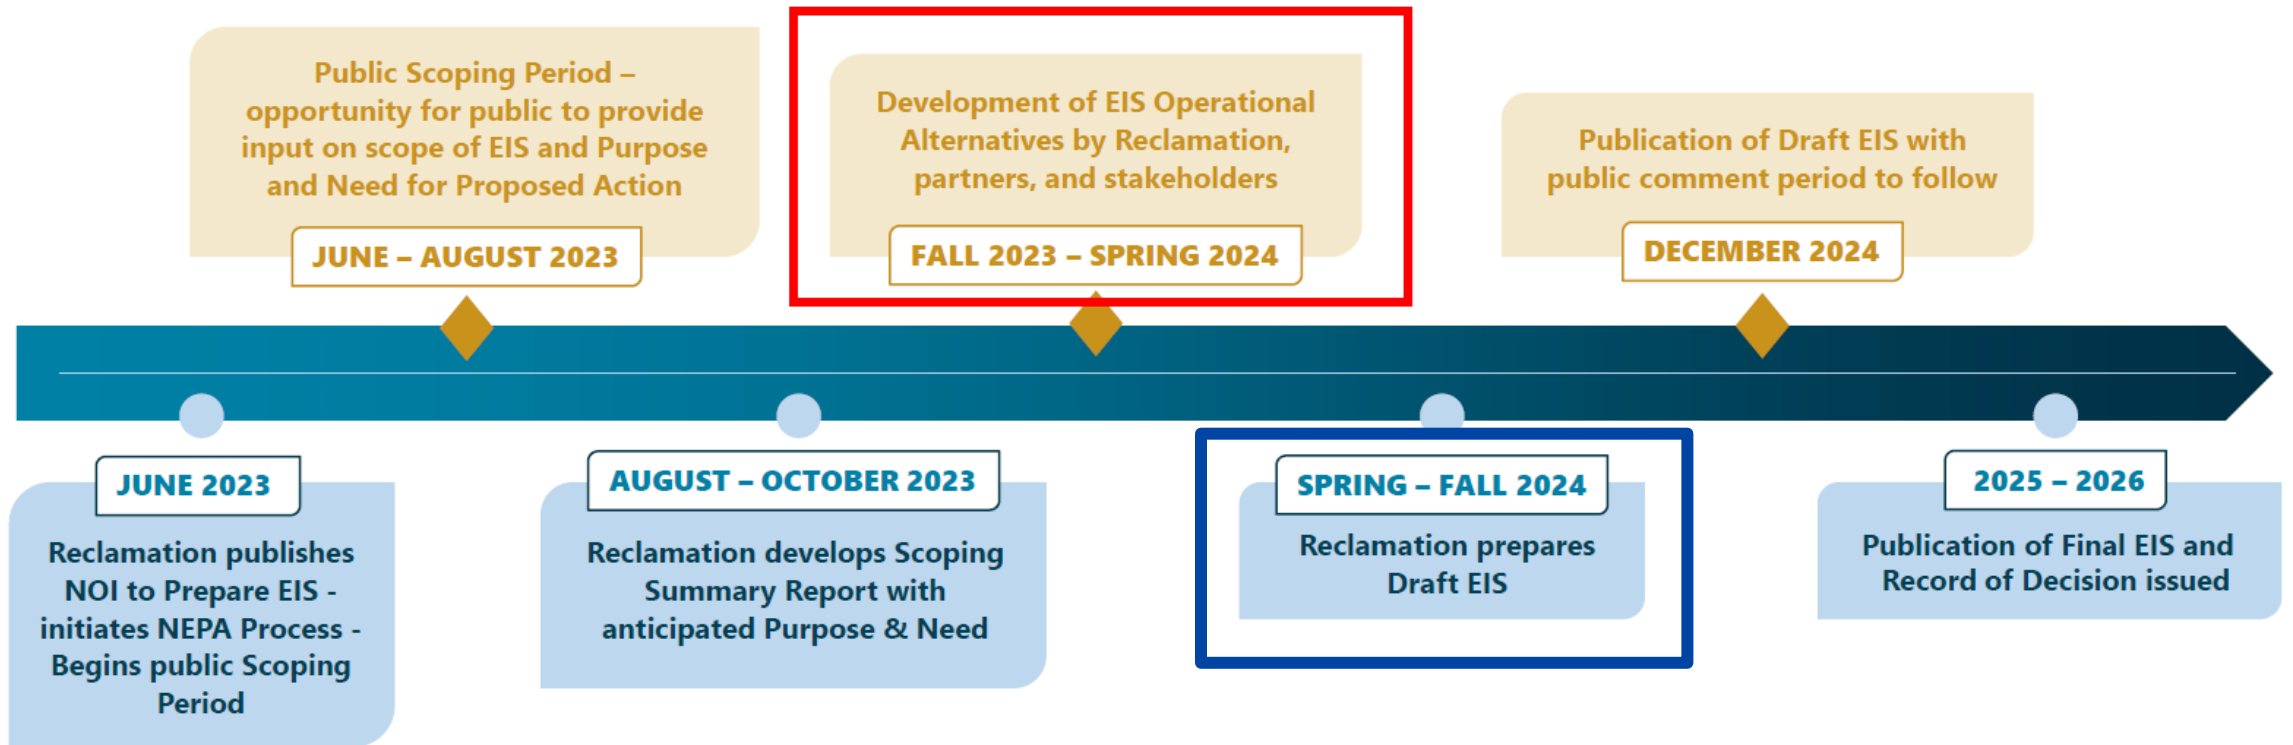 Public Scoping Period –
opportunity for public to provide
input on scope of EIS and Purpose
and Need for Proposed Action
JUNE – AUGUST 2023
Development of EIS Operational
Alternatives by Reclamation,
partners, and stakeholders
FALL 2023 – SPRING 2024
Publication of Draft EIS with
public comment period to follow
DECEMBER 2024
JUNE 2023
Reclamation publishes
NOI to Prepare EIS -
initiates NEPA Process -
Begins public Scoping
Period
AUGUST – OCTOBER 2023
Reclamation develops Scoping
Summary Report with
anticipated Purpose & Need
SPRING – FALL 2024
Reclamation prepares
Draft EIS
2025 – 2026
Publication of Final EIS and
Record of Decision issued